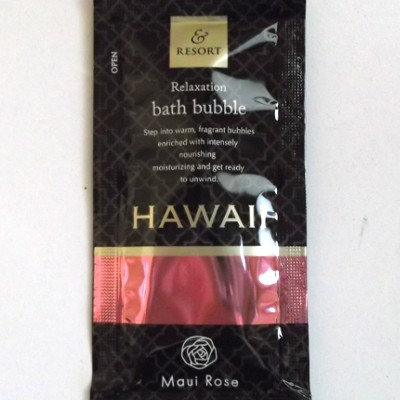 &
RESORT
OPEN
Relaxation
bath bubble
Step into warm, fragrant bubbles
enriched with intensely
nourishing
moisturizing and get ready
to unwind.
HAWAII
Maui Rose